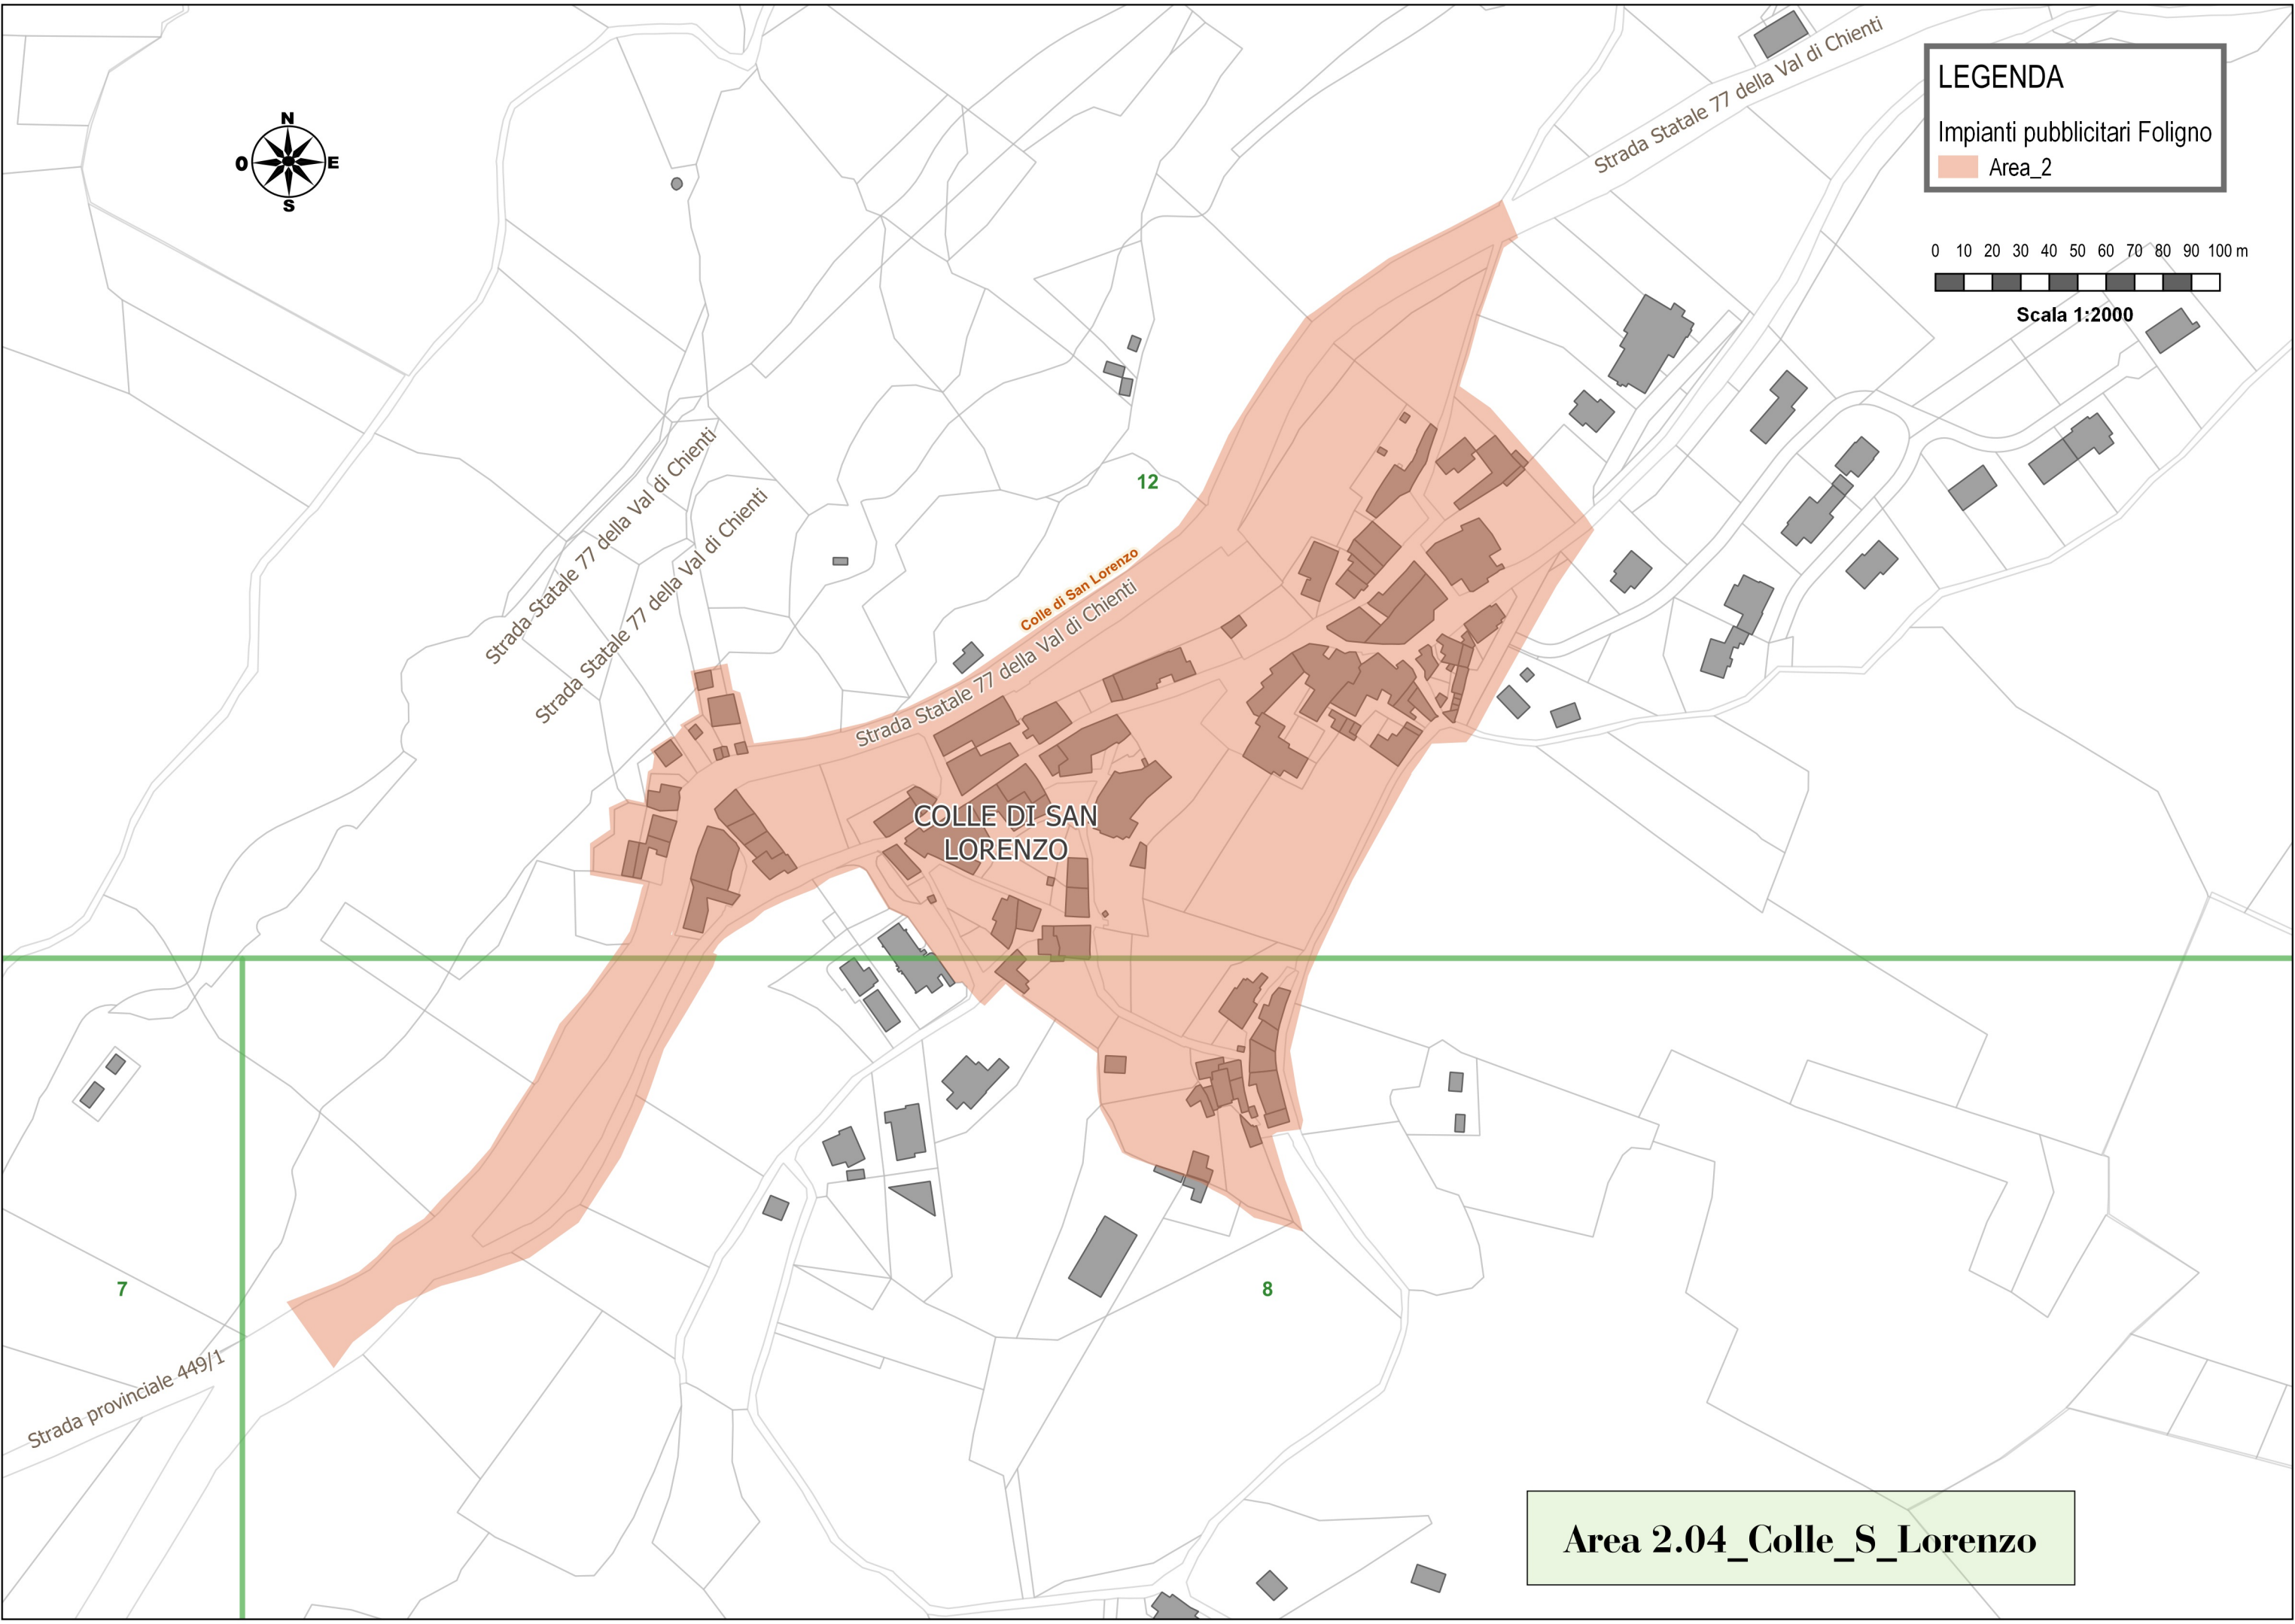 Strada Statale 77 della Val di Chienti
LEGENDA
Impianti pubblicitari Foligno
Area_2
N
O
E
S
0 10 20 30 40 50 60 70 80 90 100 m
Scala 1:2000
Strada Statale 77 della Val di Chienti
Strada Statale 77 della Val di Chienti
12
Colle di San Lorenzo
Strada Statale 77 della Val di Chienti
COLLE DI SAN
LORENZO
7
8
Strada provinciale 449/1
Area 2.04_Colle_S_Lorenzo